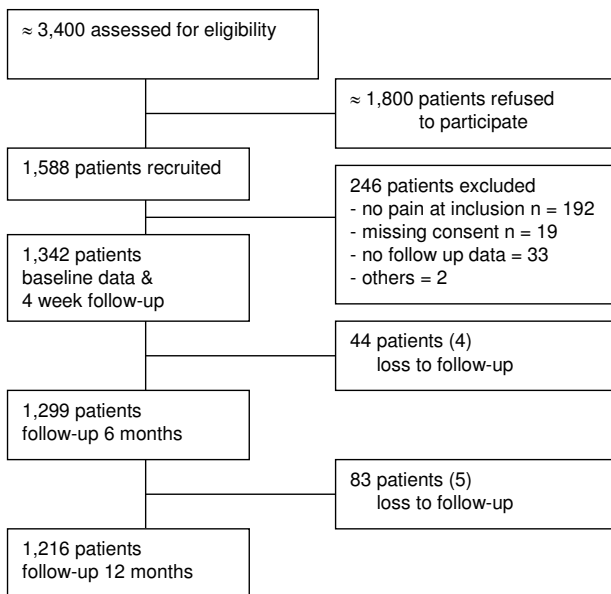 ≈ 3,400 assessed for eligibility
≈ 1,800 patients refused
to participate
1,588 patients recruited
246 patients excluded
- no pain at inclusion n = 192
- missing consent n = 19
- no follow up data = 33
- others = 2
1,342 patients
baseline data &
4 week follow-up
44 patients (4)
loss to follow-up
1,299 patients
follow-up 6 months
83 patients (5)
loss to follow-up
1,216 patients
follow-up 12 months